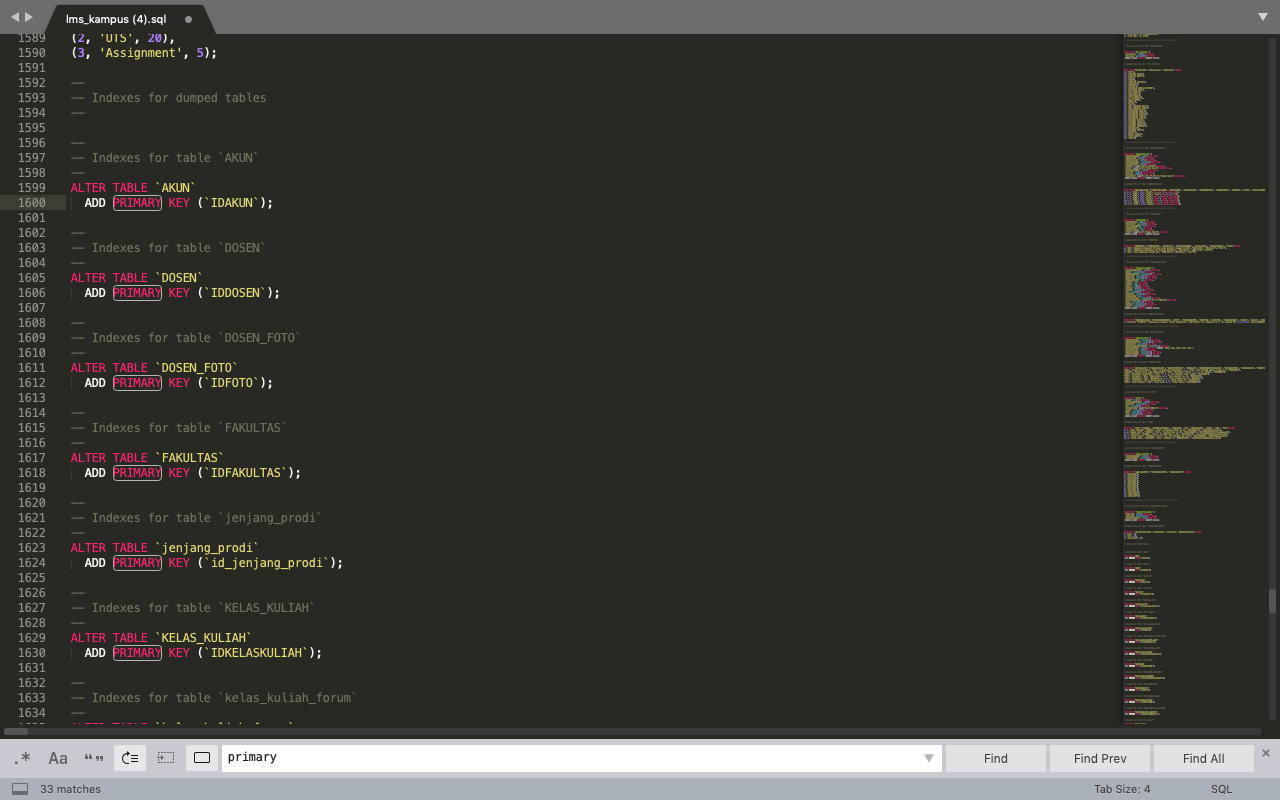 lms_kampus (4).sql
1589 (2, 'UTS', 20),
1590 (3, 'Assignment', 5);
1591
1592 --
1593 -- Indexes for dumped tables
1594 --
1595
1596 --
1597 -- Indexes for table `AKUN`
1598 --
1599 ALTER TABLE `AKUN`
1600 ADD PRIMARY KEY (`IDAKUN`);
1601
1602 --
1603 -- Indexes for table `DOSEN`
1604 --
1605 ALTER TABLE `DOSEN`
1606 ADD PRIMARY KEY (`IDDOSEN`);
1607
1608 --
1609 -- Indexes for table `DOSEN_FOTO`
1610 --
1611 ALTER TABLE `DOSEN_FOTO`
1612 ADD PRIMARY KEY (`IDFOTO`);
1613
1614 --
1615 -- Indexes for table `FAKULTAS`
1616 --
1617 ALTER TABLE `FAKULTAS`
1618 ADD PRIMARY KEY (`IDFAKULTAS`);
1619
1620 --
1621 -- Indexes for table `jenjang_prodi`
1622 --
1623 ALTER TABLE `jenjang_prodi`
1624 ADD PRIMARY KEY (`id_jenjang_prodi`);
1625
1626 --
1627 -- Indexes for table `KELAS_KULIAH`
1628 --
1629 ALTER TABLE `KELAS_KULIAH`
1630 ADD PRIMARY KEY (`IDKELASKULIAH`);
1631
1632 --
1633 -- Indexes for table `kelas_kuliah_forum`
1634 --
.* Aa “” primary Find Find Prev Find All ×
33 matches Tab Size: 4 SQL